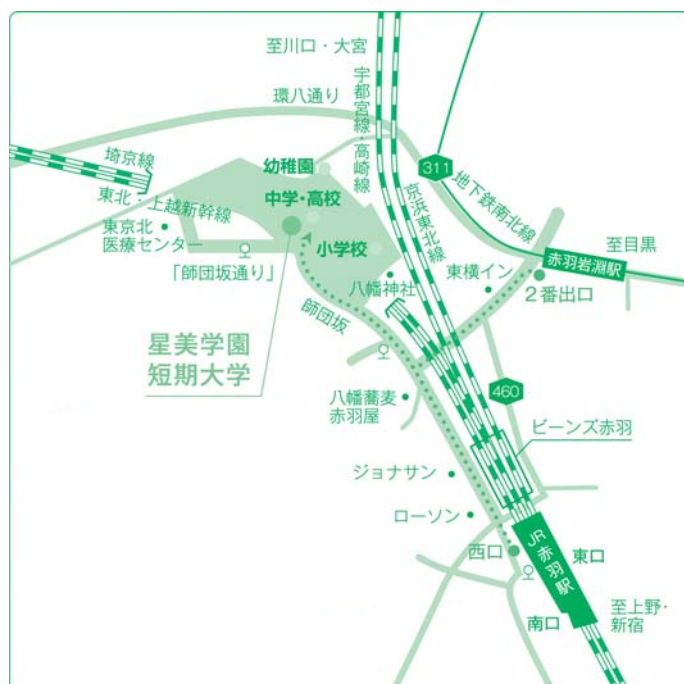 至川口・大宮
宇都宮線・高崎線
環八通り
311
地下鉄南北線
埼京線
幼稚園
京浜東北線
中学・高校
東北・上越新幹線
東京北
医療センター
小学校
至目黒
赤羽岩淵駅
「師団坂通り」
八幡神社
東横イン
2番出口
師団坂
星美学園
短期大学
460
八幡蕎麦
赤羽屋
ビーンズ赤羽
ジョナサン
ローソン
西口
JR赤羽駅
東口
至上野・
新宿
南口